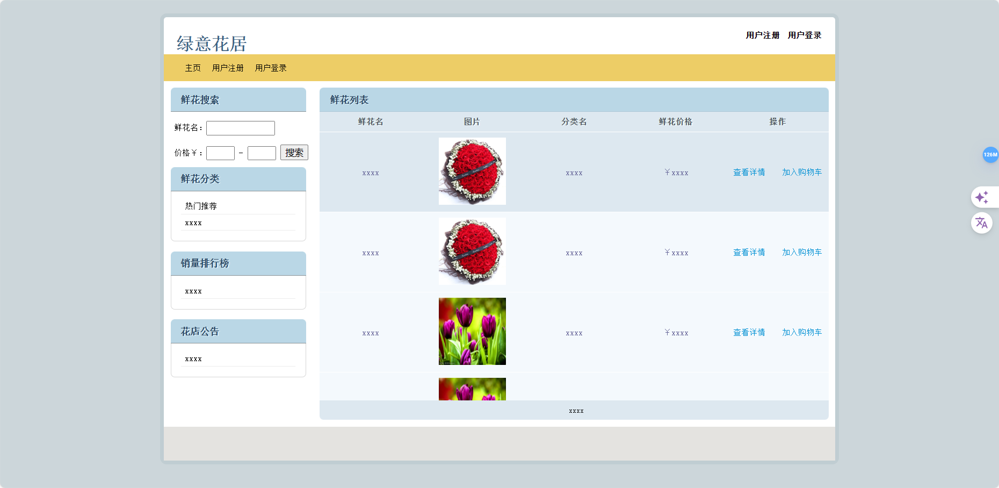 绿意花居
用户注册 用户登录
主页 用户注册 用户登录
鲜花搜索
鲜花名：
价格￥： - 搜索
鲜花分类
热门推荐
xxxx
销量排行榜
xxxx
花店公告
xxxx
鲜花列表
鲜花名 图片 分类名 鲜花价格 操作
xxxx xxxx ￥xxxx 查看详情 加入购物车
xxxx xxxx ￥xxxx 查看详情 加入购物车
xxxx xxxx ￥xxxx 查看详情 加入购物车
xxxx
126M